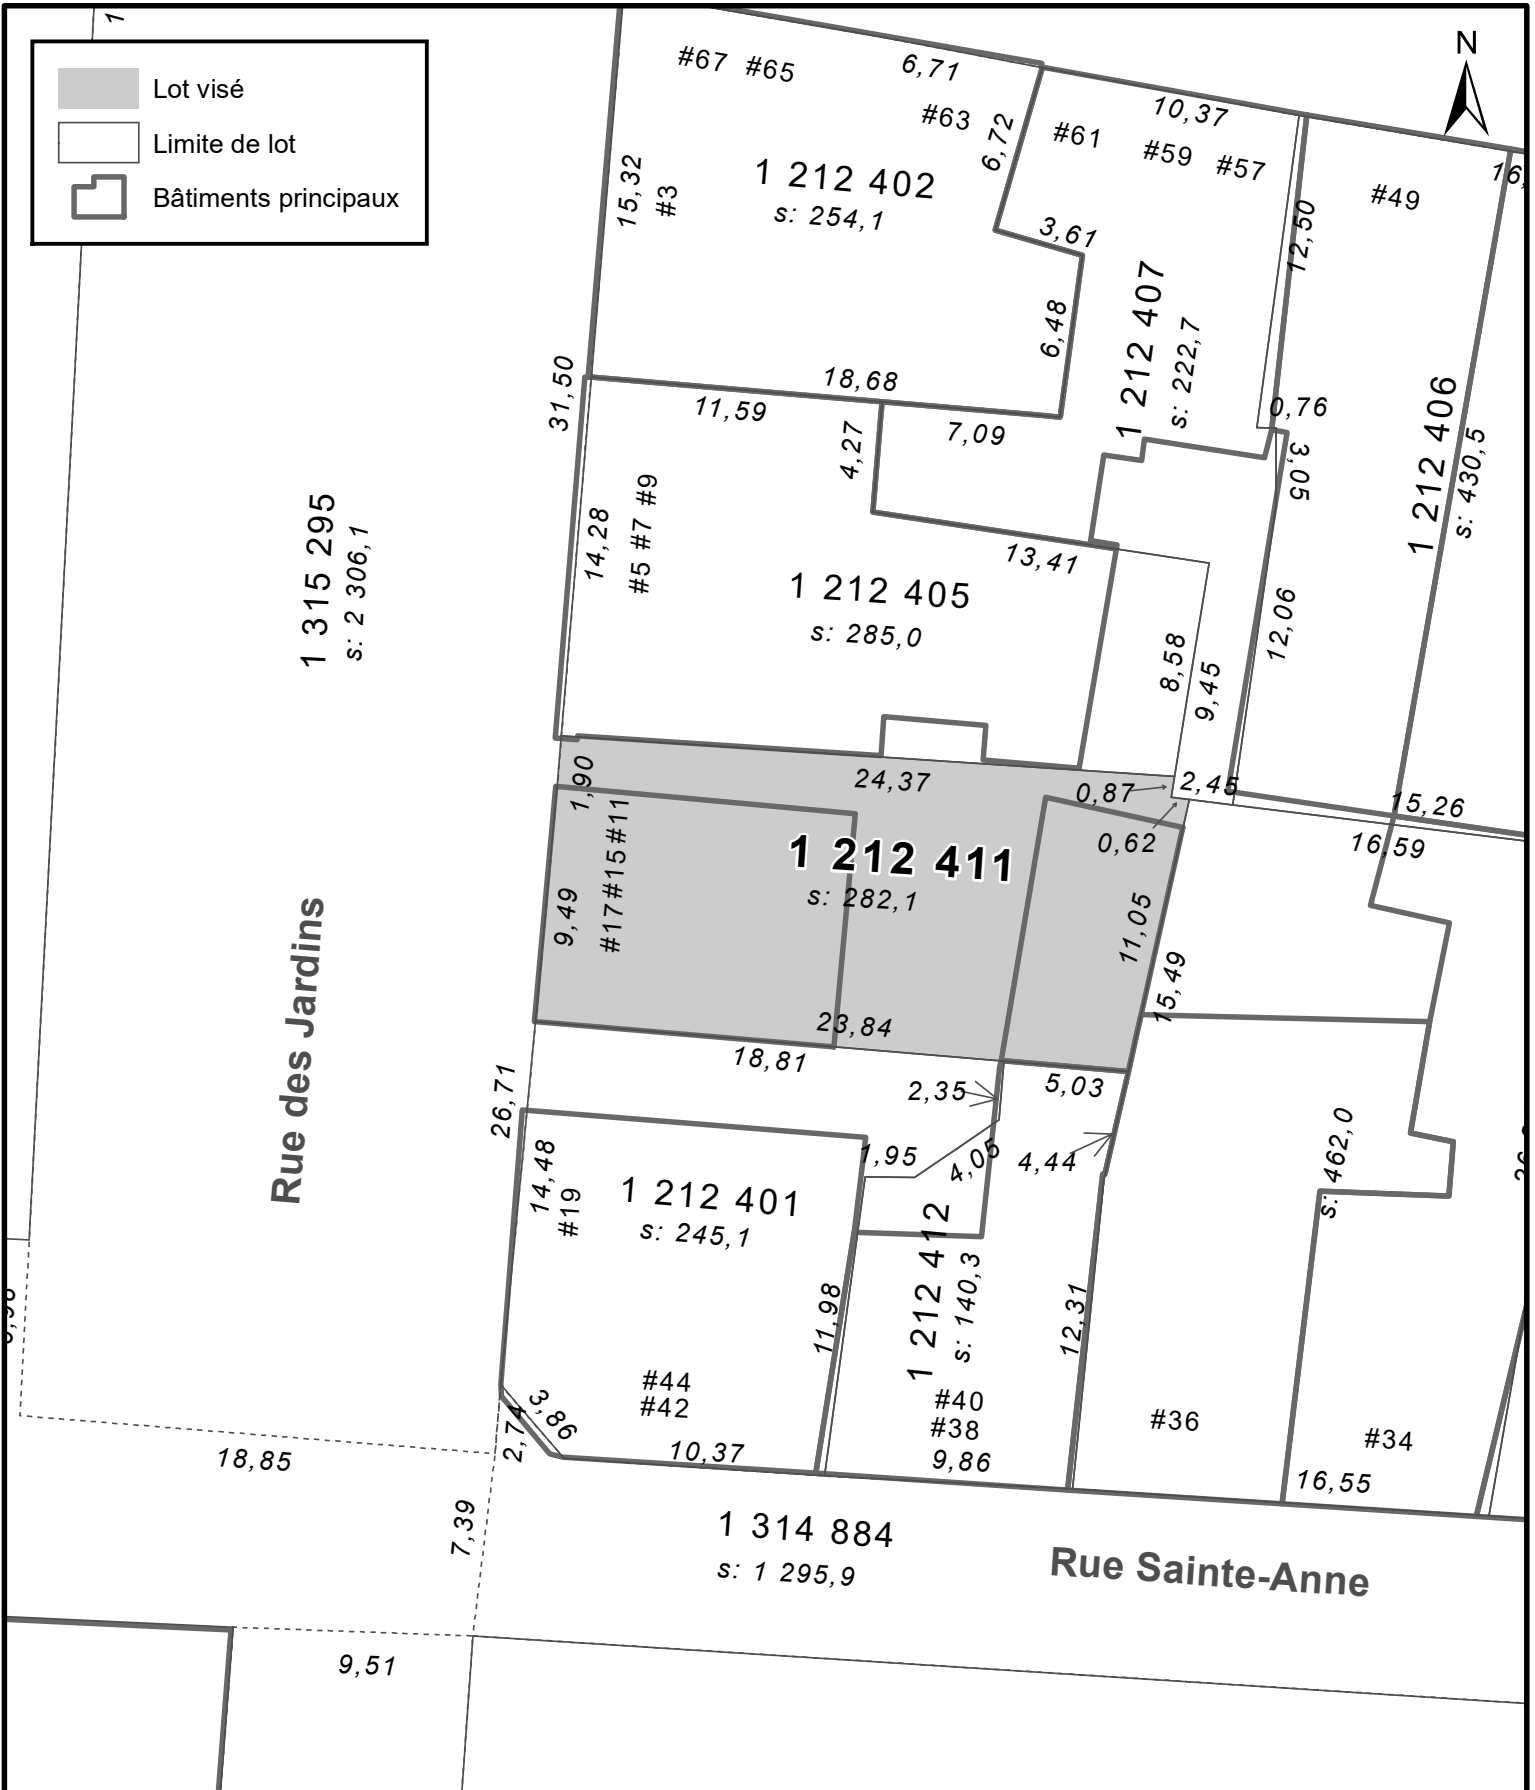 1
Lot visé
Limite de lot
Bâtiments principaux
N
#67 #65
6,71
#63
6,72
#61
10,37
#59 #57
#49
16,
15,32
#3
1 212 402
s: 254,1
3,61
12,50
6,48
1 212 407
s: 222,7
31,50
18,68
11,59
7,09
4,27
0,76
3,05
1 212 406
s: 430,5
1 315 295
s: 2 306,1
14,28
#5 #7 #9
13,41
1 212 405
s: 285,0
8,58
9,45
12,06
1,90
24,37
0,87
2,45
0,62
15,26
16,59
#17#15#11
9,49
1 212 411
s: 282,1
11,05
15,49
23,84
18,81
Rue des Jardins
26,71
2,35
5,03
4,44
1,95
4,05
14,48
#19
1 212 401
s: 245,1
1 212 412
s: 140,3
s: 462,0
11,98
12,31
#44
#42
#40
#38
#36
#34
3,86
2,74
10,37
9,86
16,55
18,85
7,39
1 314 884
s: 1 295,9
Rue Sainte-Anne
9,51